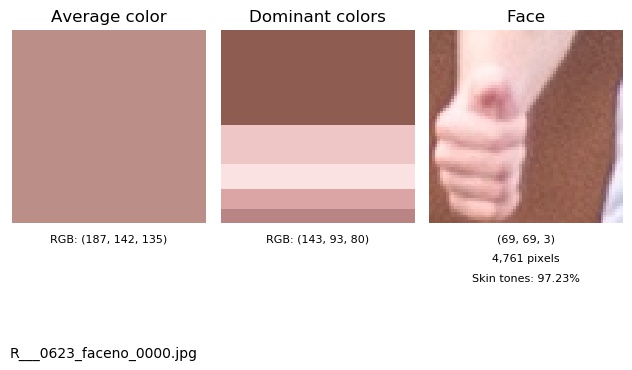 Average color
Dominant colors
Face
RGB: (187, 142, 135)
RGB: (143, 93, 80)
(69, 69, 3)
4,761 pixels
Skin tones: 97.23%
R___0623_faceno_0000.jpg